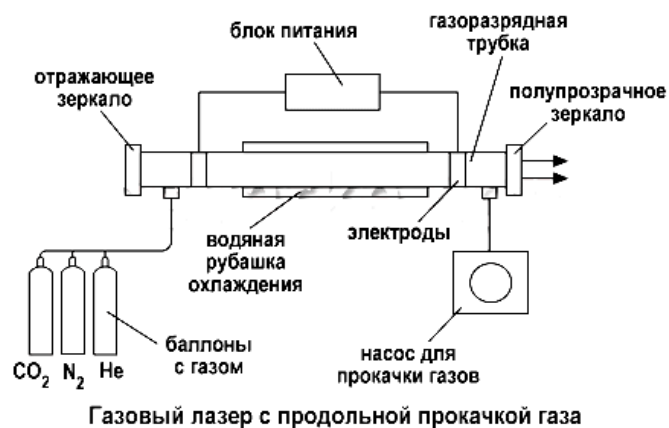 блок питания
газоразрядная
трубка
отражающее
зеркало
полупрозрачное
зеркало
водяная
рубашка
охлаждения
электроды
баллоны
с газом
CO₂ N₂ He
насос для
прокачки газов
Газовый лазер с продольной прокачкой газа